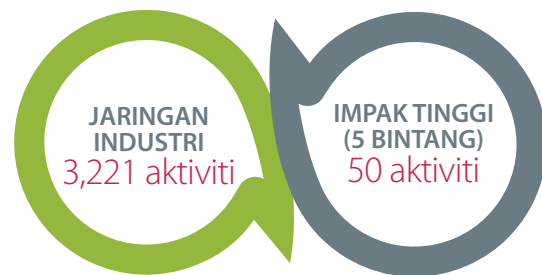 JARINGAN
INDUSTRI
3,221 aktiviti
IMPAK TINGGI
(5 BINTANG)
50 aktiviti